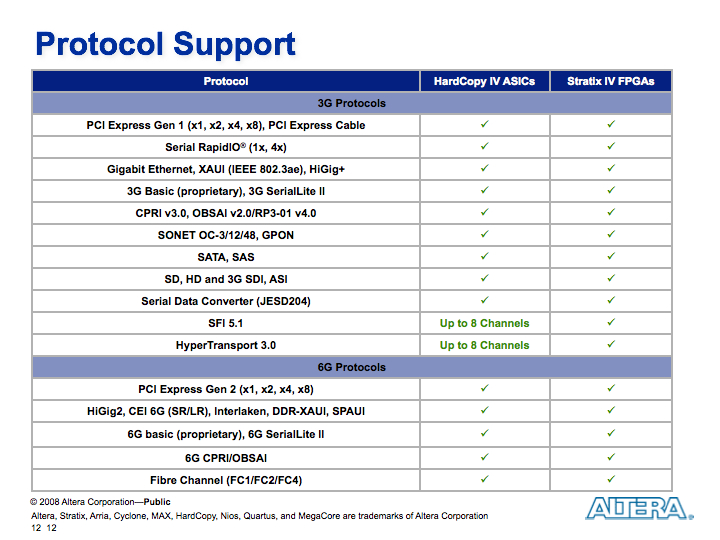 Protocol Support
Protocol HardCopy IV ASICs Stratix IV FPGAs
3G Protocols
PCI Express Gen 1 (x1, x2, x4, x8), PCI Express Cable ✓ ✓
Serial RapidIO® (1x, 4x) ✓ ✓
Gigabit Ethernet, XAUI (IEEE 802.3ae), HiGig+ ✓ ✓
3G Basic (proprietary), 3G SerialLite II ✓ ✓
CPRI v3.0, OBSAI v2.0/RP3-01 v4.0 ✓ ✓
SONET OC-3/12/48, GPON ✓ ✓
SATA, SAS ✓ ✓
SD, HD and 3G SDI, ASI ✓ ✓
Serial Data Converter (JESD204) ✓ ✓
SFI 5.1 Up to 8 Channels ✓
HyperTransport 3.0 Up to 8 Channels ✓
6G Protocols
PCI Express Gen 2 (x1, x2, x4, x8) ✓ ✓
HiGig2, CEI 6G (SR/LR), Interlaken, DDR-XAUI, SPAUI ✓ ✓
6G basic (proprietary), 6G SerialLite II ✓ ✓
6G CPRI/OBSAI ✓ ✓
Fibre Channel (FC1/FC2/FC4) ✓ ✓
© 2008 Altera Corporation—Public
Altera, Stratix, Arria, Cyclone, MAX, HardCopy, Nios, Quartus, and MegaCore are trademarks of Altera Corporation
12 12
ALTERA®